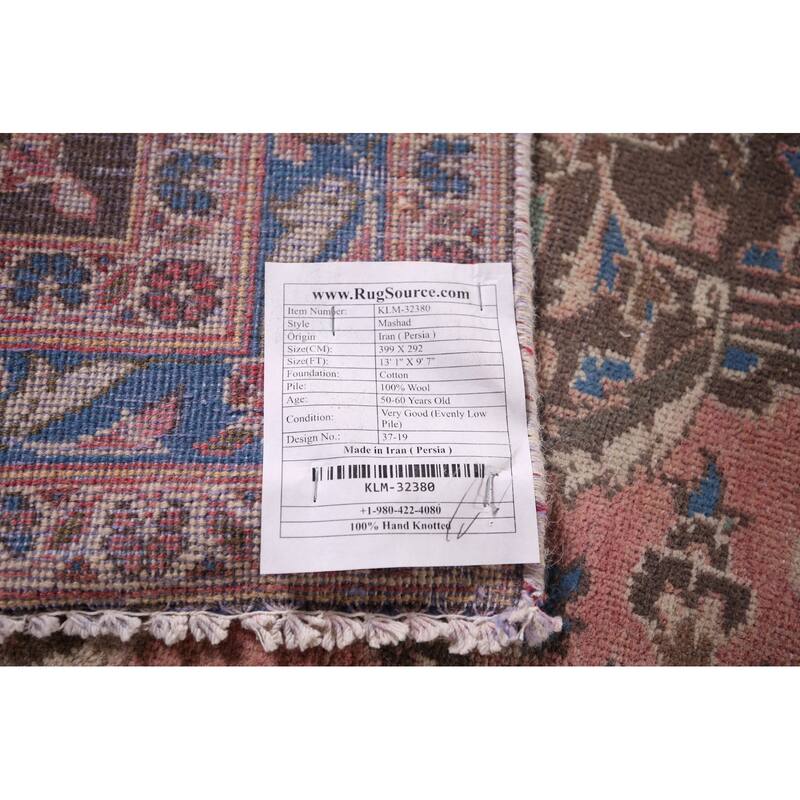 www.RugSource.com
Item Number: KLM-32380
Style Mashad
Origin Iran ( Persia )
Size(CM): 399 X 292
Size(FT): 13' 1" X 9' 7"
Foundation: Cotton
Pile: 100% Wool
Age: 50-60 Years Old
Condition: Very Good (Evenly Low
Pile)
Design No.: 37-19
Made in Iran ( Persia )
KLM-32380
+1-980-422-4080
100% Hand Knotted